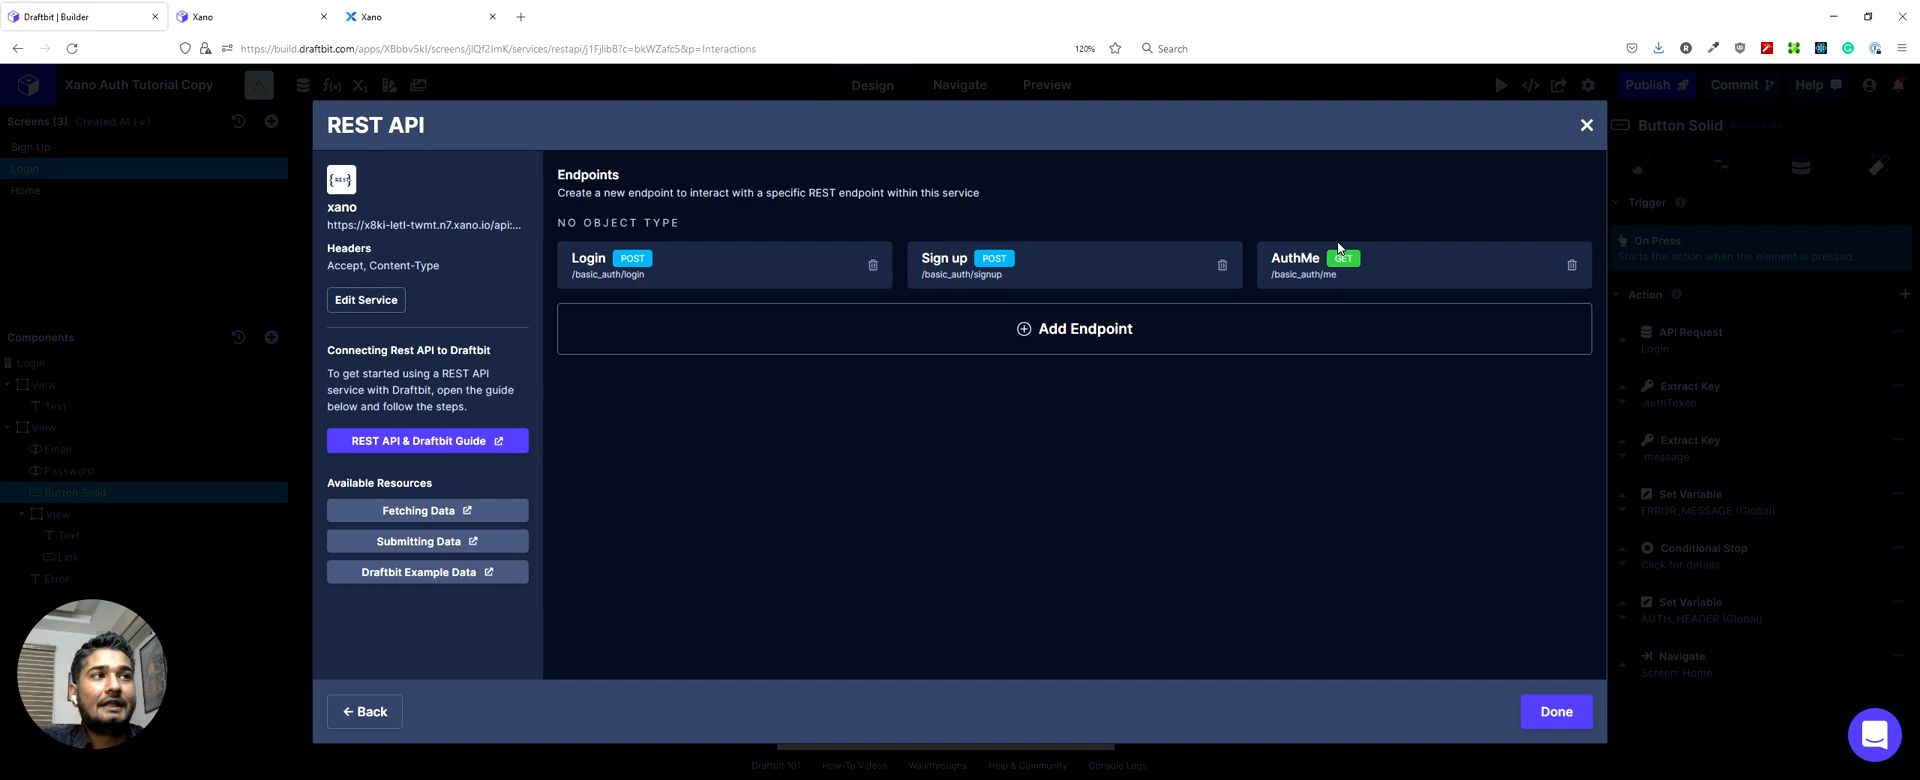 Draftbit | Builder
Xano
Xano
https://build.draftbit.com/apps/XBbbv5kI/screens/jlQf2ImK/services/restapi/j1FjlibB?c=bkWZafc5&p=Interactions
120%
Search
Xano Auth Tutorial Copy
f(x)
X₁
Design
Navigate
Preview
Publish
Commit
Help
Screens (3) Created At (↓)
Sign Up
Login
Home
Components
Login
View
Text
View
Email
Password
Button Solid
View
Text
Link
Error
REST API
{REST}
xano
https://x8ki-letl-twmt.n7.xano.io/api:...
Headers
Accept, Content-Type
Edit Service
Connecting Rest API to Draftbit
To get started using a REST API
service with Draftbit, open the guide
below and follow the steps.
REST API & Draftbit Guide
Available Resources
Fetching Data
Submitting Data
Draftbit Example Data
Endpoints
Create a new endpoint to interact with a specific REST endpoint within this service
NO OBJECT TYPE
Login POST
/basic_auth/login
Sign up POST
/basic_auth/signup
AuthMe GET
/basic_auth/me
Add Endpoint
← Back
Done
Button Solid Button Solid
Trigger
On Press
Starts the action when the element is pressed.
Action
API Request
Login
Extract Key
.authToken
Extract Key
.message
Set Variable
ERROR_MESSAGE (Global)
Conditional Stop
Click for details
Set Variable
AUTH_HEADER (Global)
Navigate
Screen: Home
Draftbit 101
How-To Videos
Walkthroughs
Help & Community
Console Logs